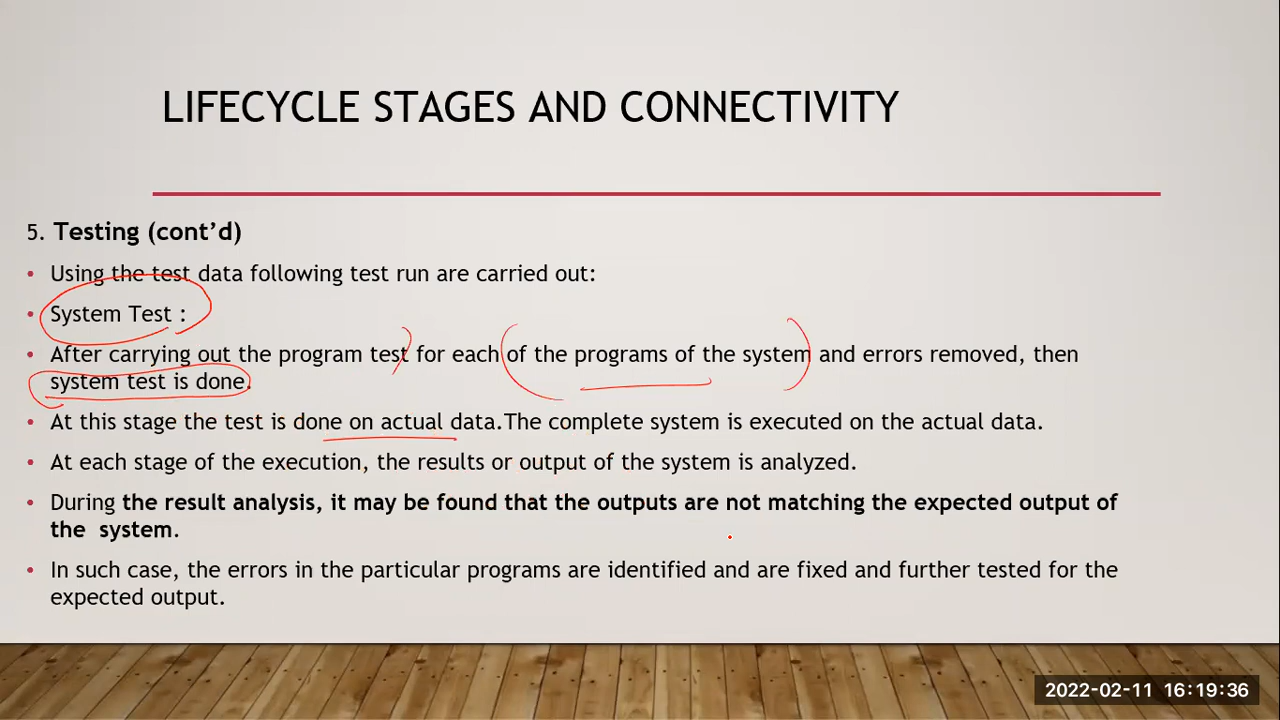 LIFECYCLE STAGES AND CONNECTIVITY
5. Testing (cont'd)
• Using the test data following test run are carried out:
• System Test :
• After carrying out the program test for each of the programs of the system and errors removed, then
system test is done.
• At this stage the test is done on actual data.The complete system is executed on the actual data.
• At each stage of the execution, the results or output of the system is analyzed.
• During the result analysis, it may be found that the outputs are not matching the expected output of
the system.
• In such case, the errors in the particular programs are identified and are fixed and further tested for the
expected output.
2022-02-11 16:19:36